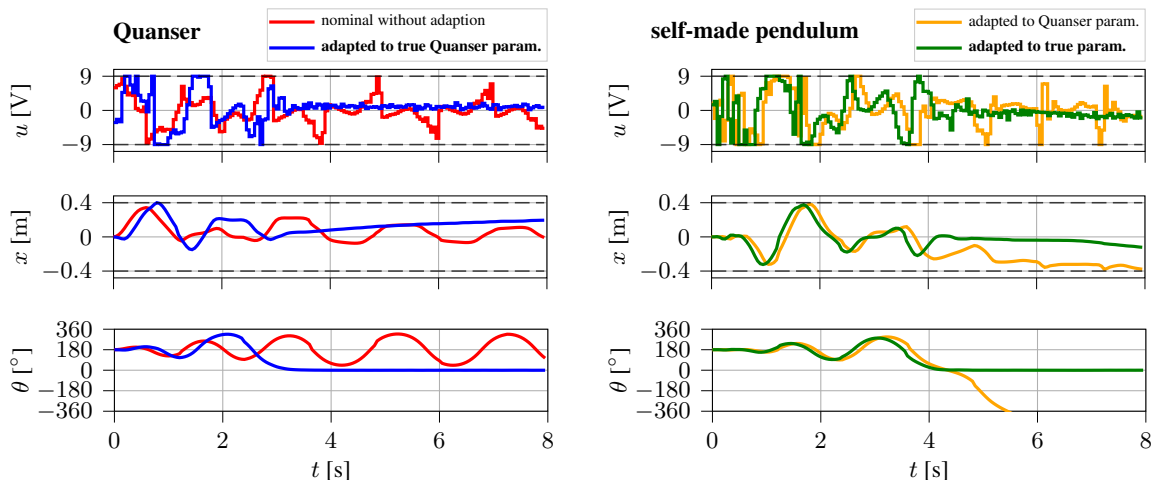 Quanser
nominal without adaption
adapted to true Quanser param.
self-made pendulum
adapted to Quanser param.
adapted to true param.
u [V]
9
0
−9
9
0
−9
x [m]
0.4
0
−0.4
x [m]
0.4
0
−0.4
θ [°]
360
180
0
−180
−360
θ [°]
360
180
0
−180
−360
u [V]
0 2 4 6 8
0 2 4 6 8
t [s]
t [s]